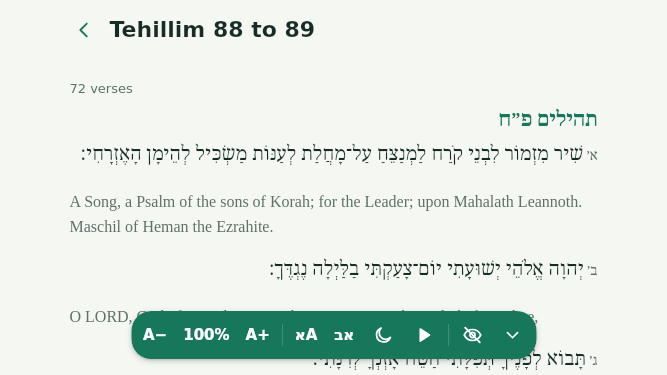 Tehillim 88 to 89
72 verses
תהילים פ״ח
א׳ שִׁיר מִזְמוֹר לִבְנֵי קֹרַח לַמְנַצֵּחַ עַל־מָחֲלַת לְעַנּוֹת מַשְׂכִּיל לְהֵימָן הָאֶזְרָחִי׃
A Song, a Psalm of the sons of Korah; for the Leader; upon Mahalath Leannoth.
Maschil of Heman the Ezrahite.
ב׳ יְהוָה אֱלֹהֵי יְשׁוּעָתִי יוֹם־צָעַקְתִּי בַלַּיְלָה נֶגְדֶּךָ׃
O LORD,
A− 100% A+ אA אב
ג׳ תָּבוֹא לְפָנֶיךָ